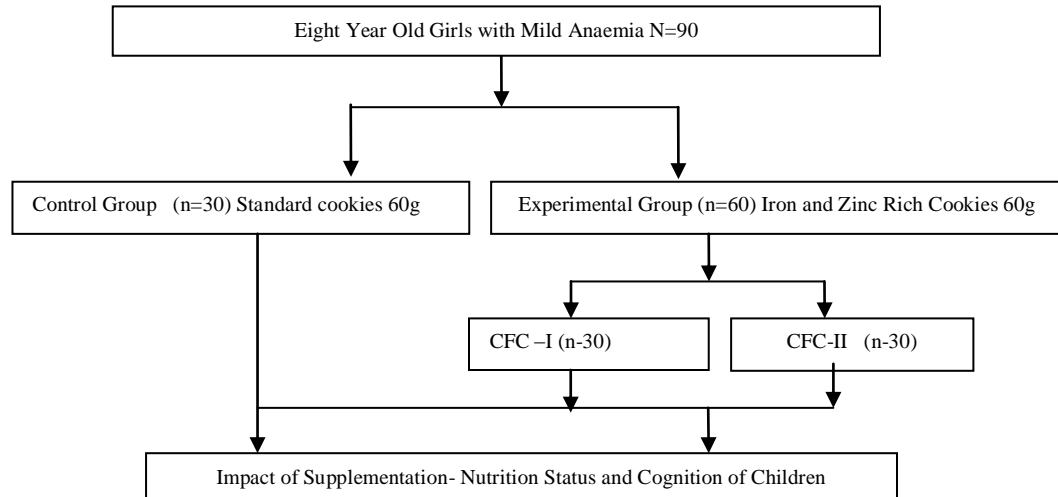 Eight Year Old Girls with Mild Anaemia N=90
Control Group (n=30) Standard cookies 60g
Experimental Group (n=60) Iron and Zinc Rich Cookies 60g
CFC –I (n-30)
CFC-II (n-30)
Impact of Supplementation- Nutrition Status and Cognition of Children